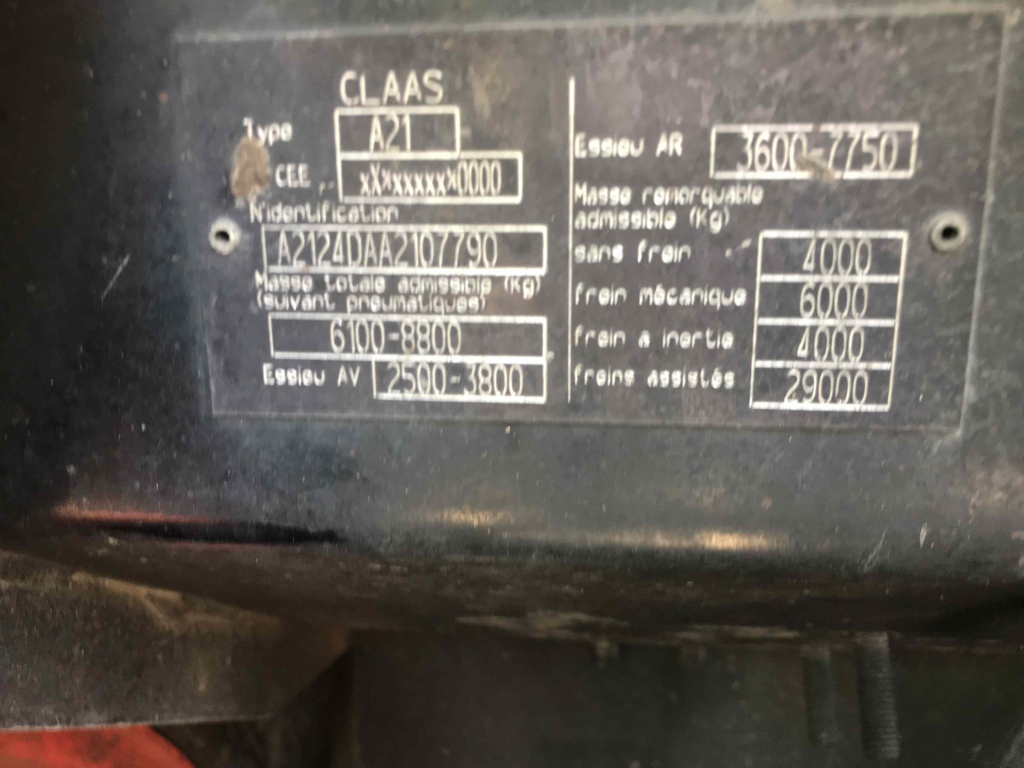 CLAAS
Type A21
CEE xXxxxxxx0000
N'identification
A2124DAA2107790
Masse totale admissible (Kg)
(suivant pneumatiques)
6100-8800
Essieu AV 2500-3800
Essieu AR 3600-7750
Masse remorquable
admissible (Kg)
sans frein 4000
frein mécanique 6000
frein a inertie 4000
freins assistés 29000